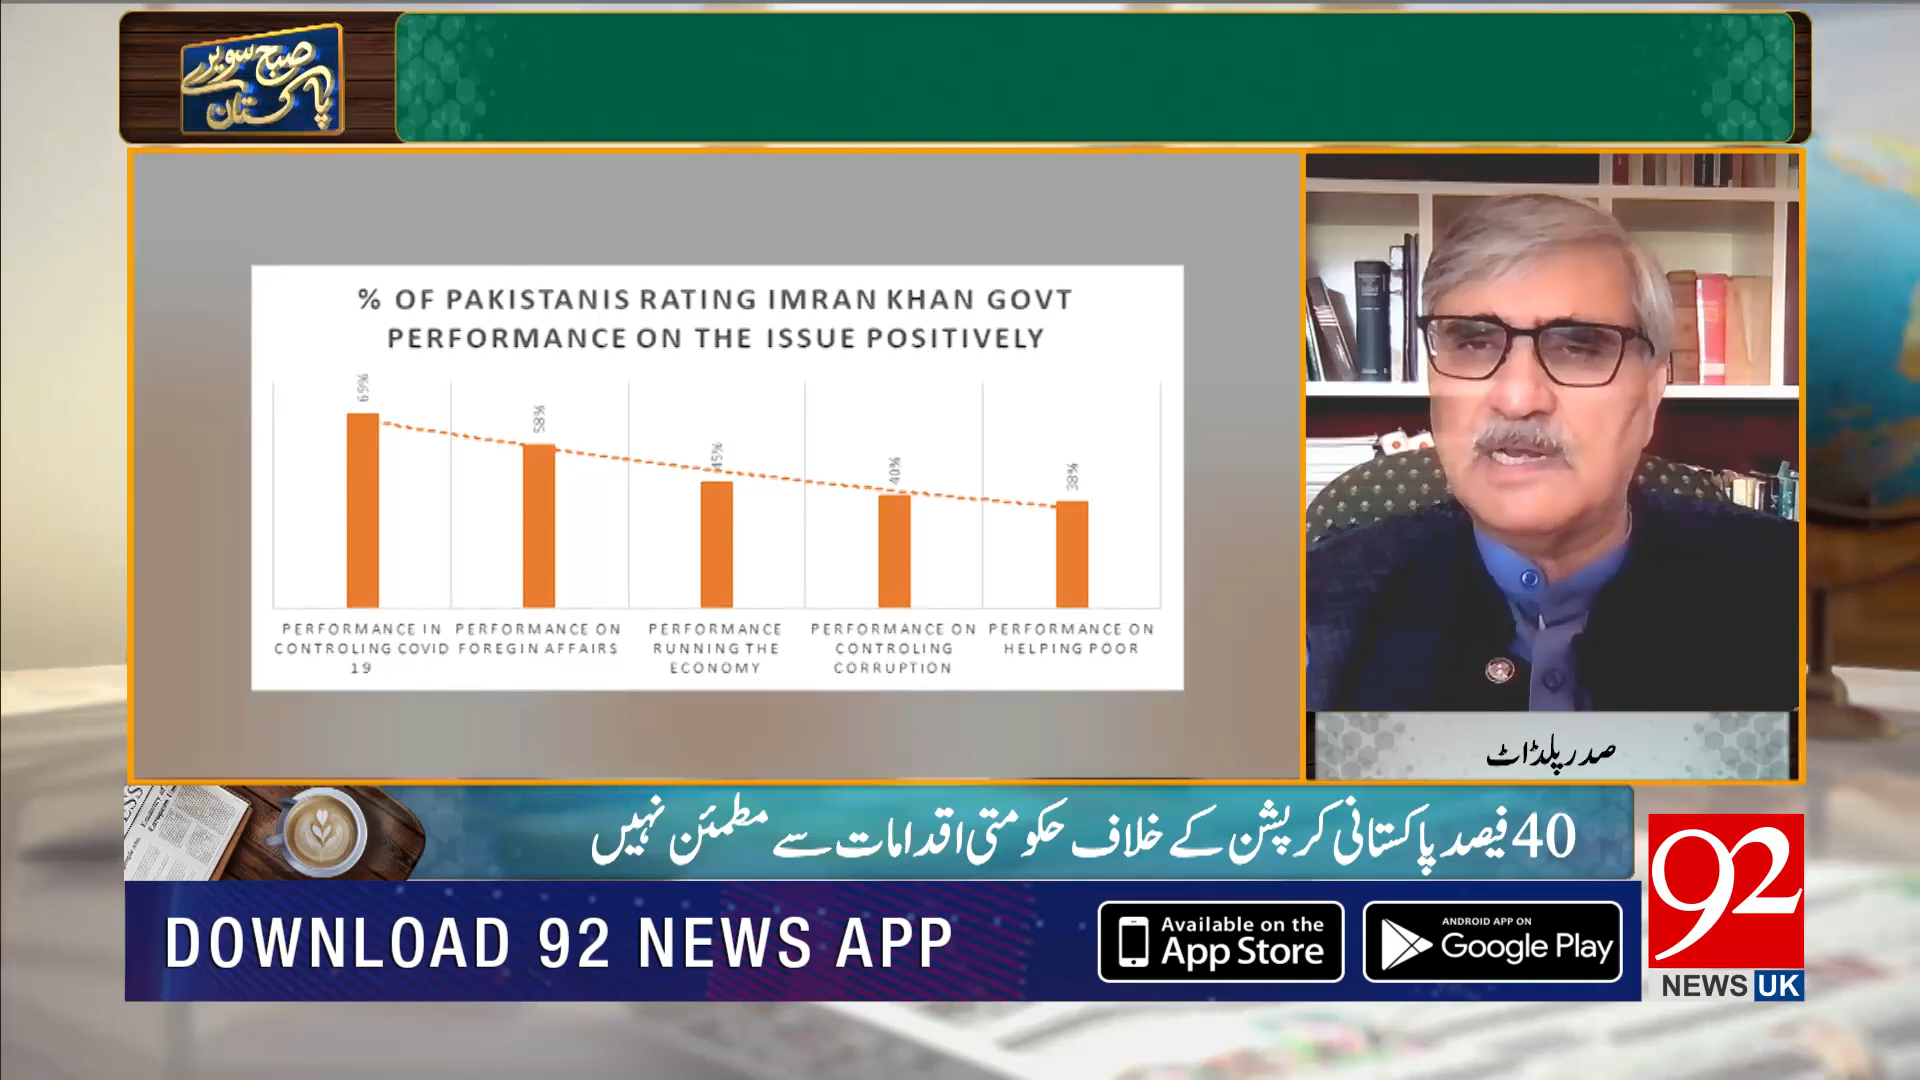 صبح سویرے
پاکستان
% OF PAKISTANIS RATING IMRAN KHAN GOVT
PERFORMANCE ON THE ISSUE POSITIVELY
69%
58%
45%
40%
38%
PERFORMANCE IN
CONTROLING COVID
19
PERFORMANCE ON
FOREGIN AFFAIRS
PERFORMANCE
RUNNING THE
ECONOMY
PERFORMANCE ON
CONTROLING
CORRUPTION
PERFORMANCE ON
HELPING POOR
صدر پلڈاٹ
40 فیصد پاکستانی کرپشن کے خلاف حکومتی اقدامات سے مطمئن نہیں
DOWNLOAD 92 NEWS APP
Available on the
App Store
ANDROID APP ON
Google Play
92
NEWS UK